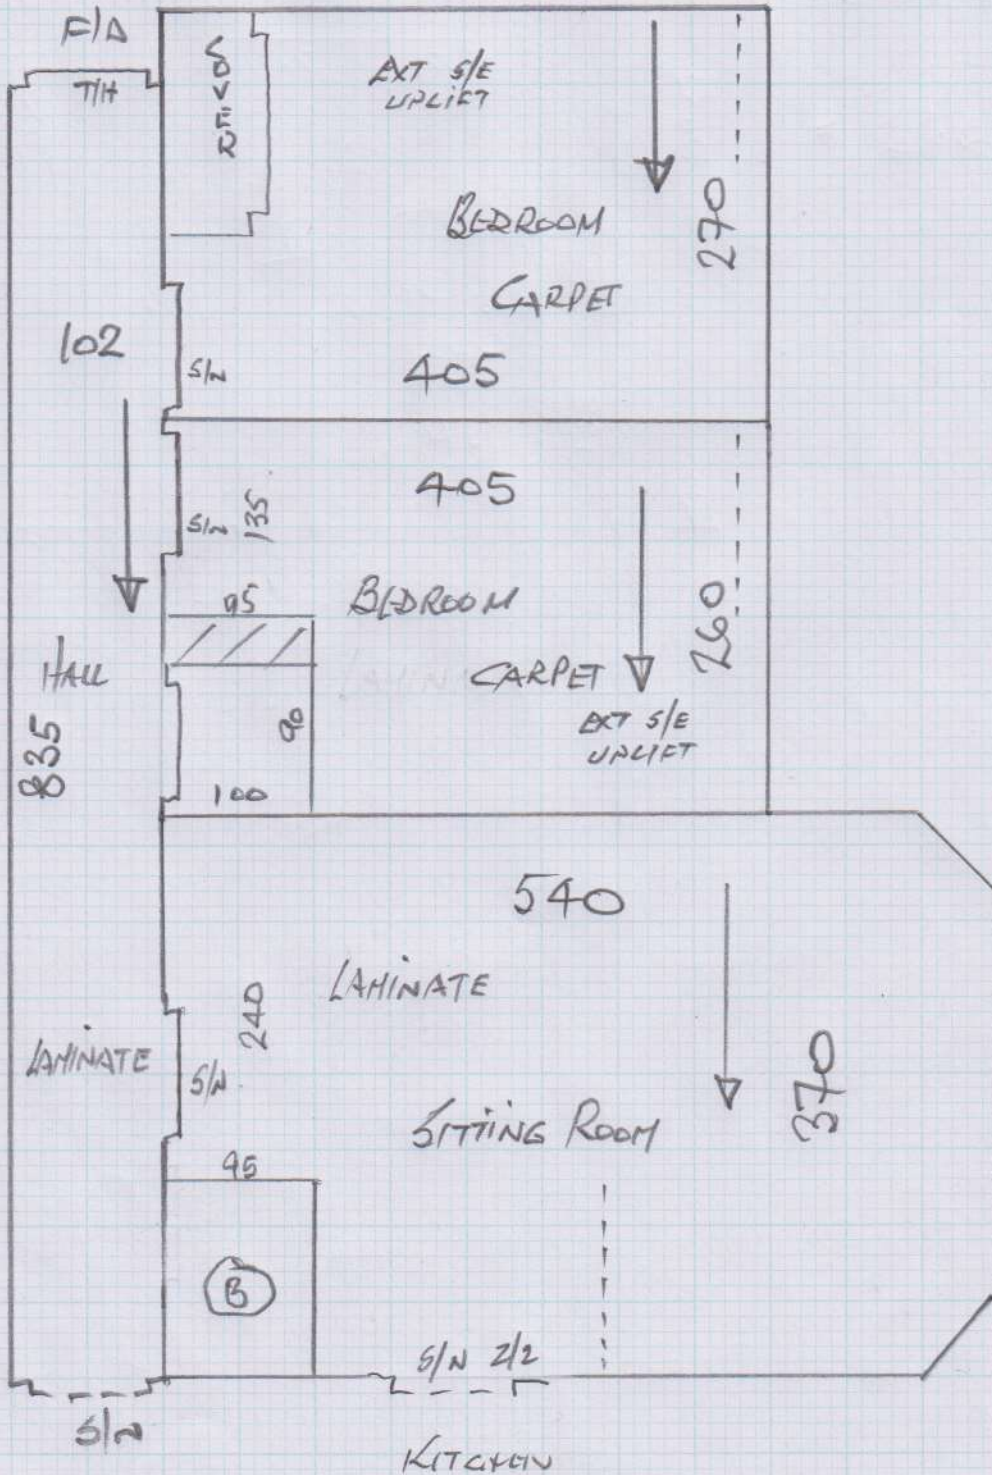 F/D
T/H
EXT S/E
UPLIFT
BEDROOM
CARPET
270
102
S/N
405
405
S/N
135
95
BEDROOM
260
CARPET
EXT S/E
UPLIFT
HALL
835
90
100
540
LAMINATE
240
LAMINATE
S/N
370
SITTING ROOM
95
B
S/N 2/2
S/N
KITCHEN